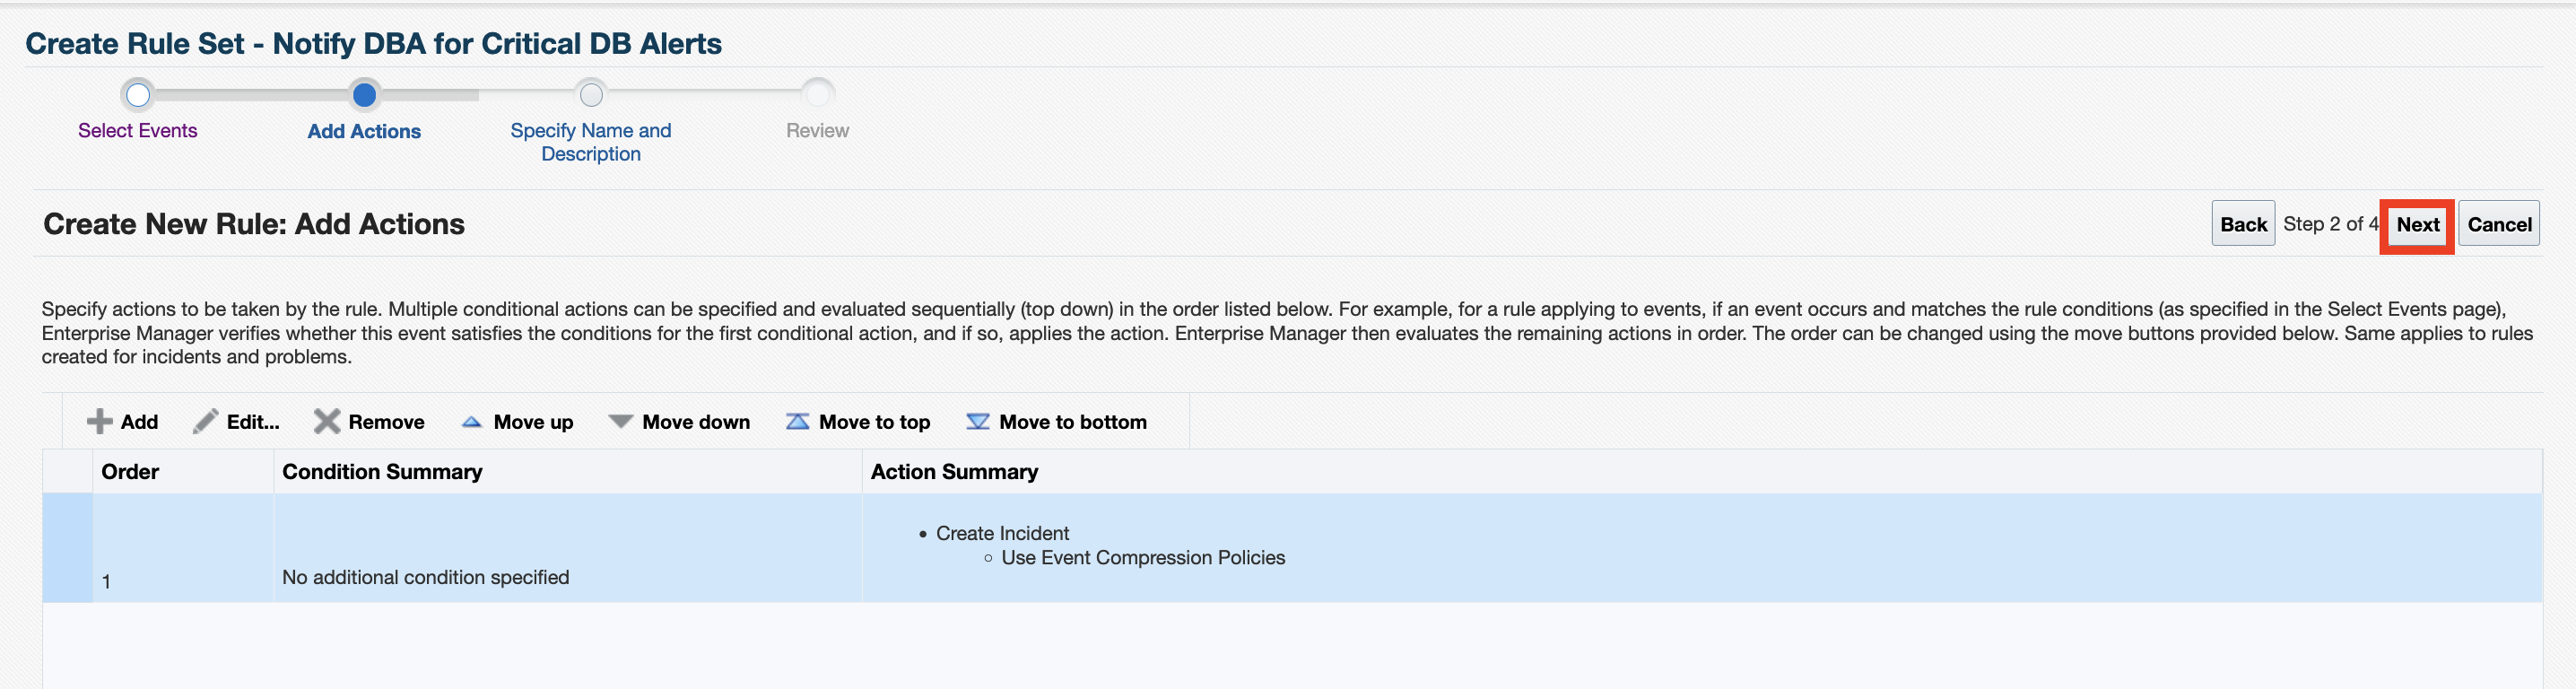 Create Rule Set - Notify DBA for Critical DB Alerts
Select Events
Add Actions
Specify Name and
Description
Review
Create New Rule: Add Actions
Back Step 2 of 4 Next Cancel
Specify actions to be taken by the rule. Multiple conditional actions can be specified and evaluated sequentially (top down) in the order listed below. For example, for a rule applying to events, if an event occurs and matches the rule conditions (as specified in the Select Events page),
Enterprise Manager verifies whether this event satisfies the conditions for the first conditional action, and if so, applies the action. Enterprise Manager then evaluates the remaining actions in order. The order can be changed using the move buttons provided below. Same applies to rules
created for incidents and problems.
Add Edit... Remove Move up Move down Move to top Move to bottom
Order Condition Summary Action Summary
• Create Incident
○ Use Event Compression Policies
1 No additional condition specified